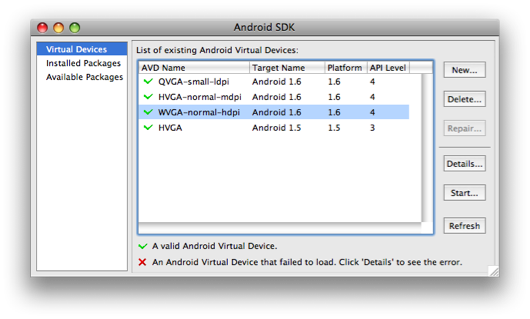 Android SDK
Virtual Devices
Installed Packages
Available Packages
List of existing Android Virtual Devices:
AVD Name Target Name Platform API Level
QVGA-small-ldpi Android 1.6 1.6 4
HVGA-normal-mdpi Android 1.6 1.6 4
WVGA-normal-hdpi Android 1.6 1.6 4
HVGA Android 1.5 1.5 3
New...
Delete...
Repair...
Details...
Start...
Refresh
A valid Android Virtual Device.
An Android Virtual Device that failed to load. Click 'Details' to see the error.